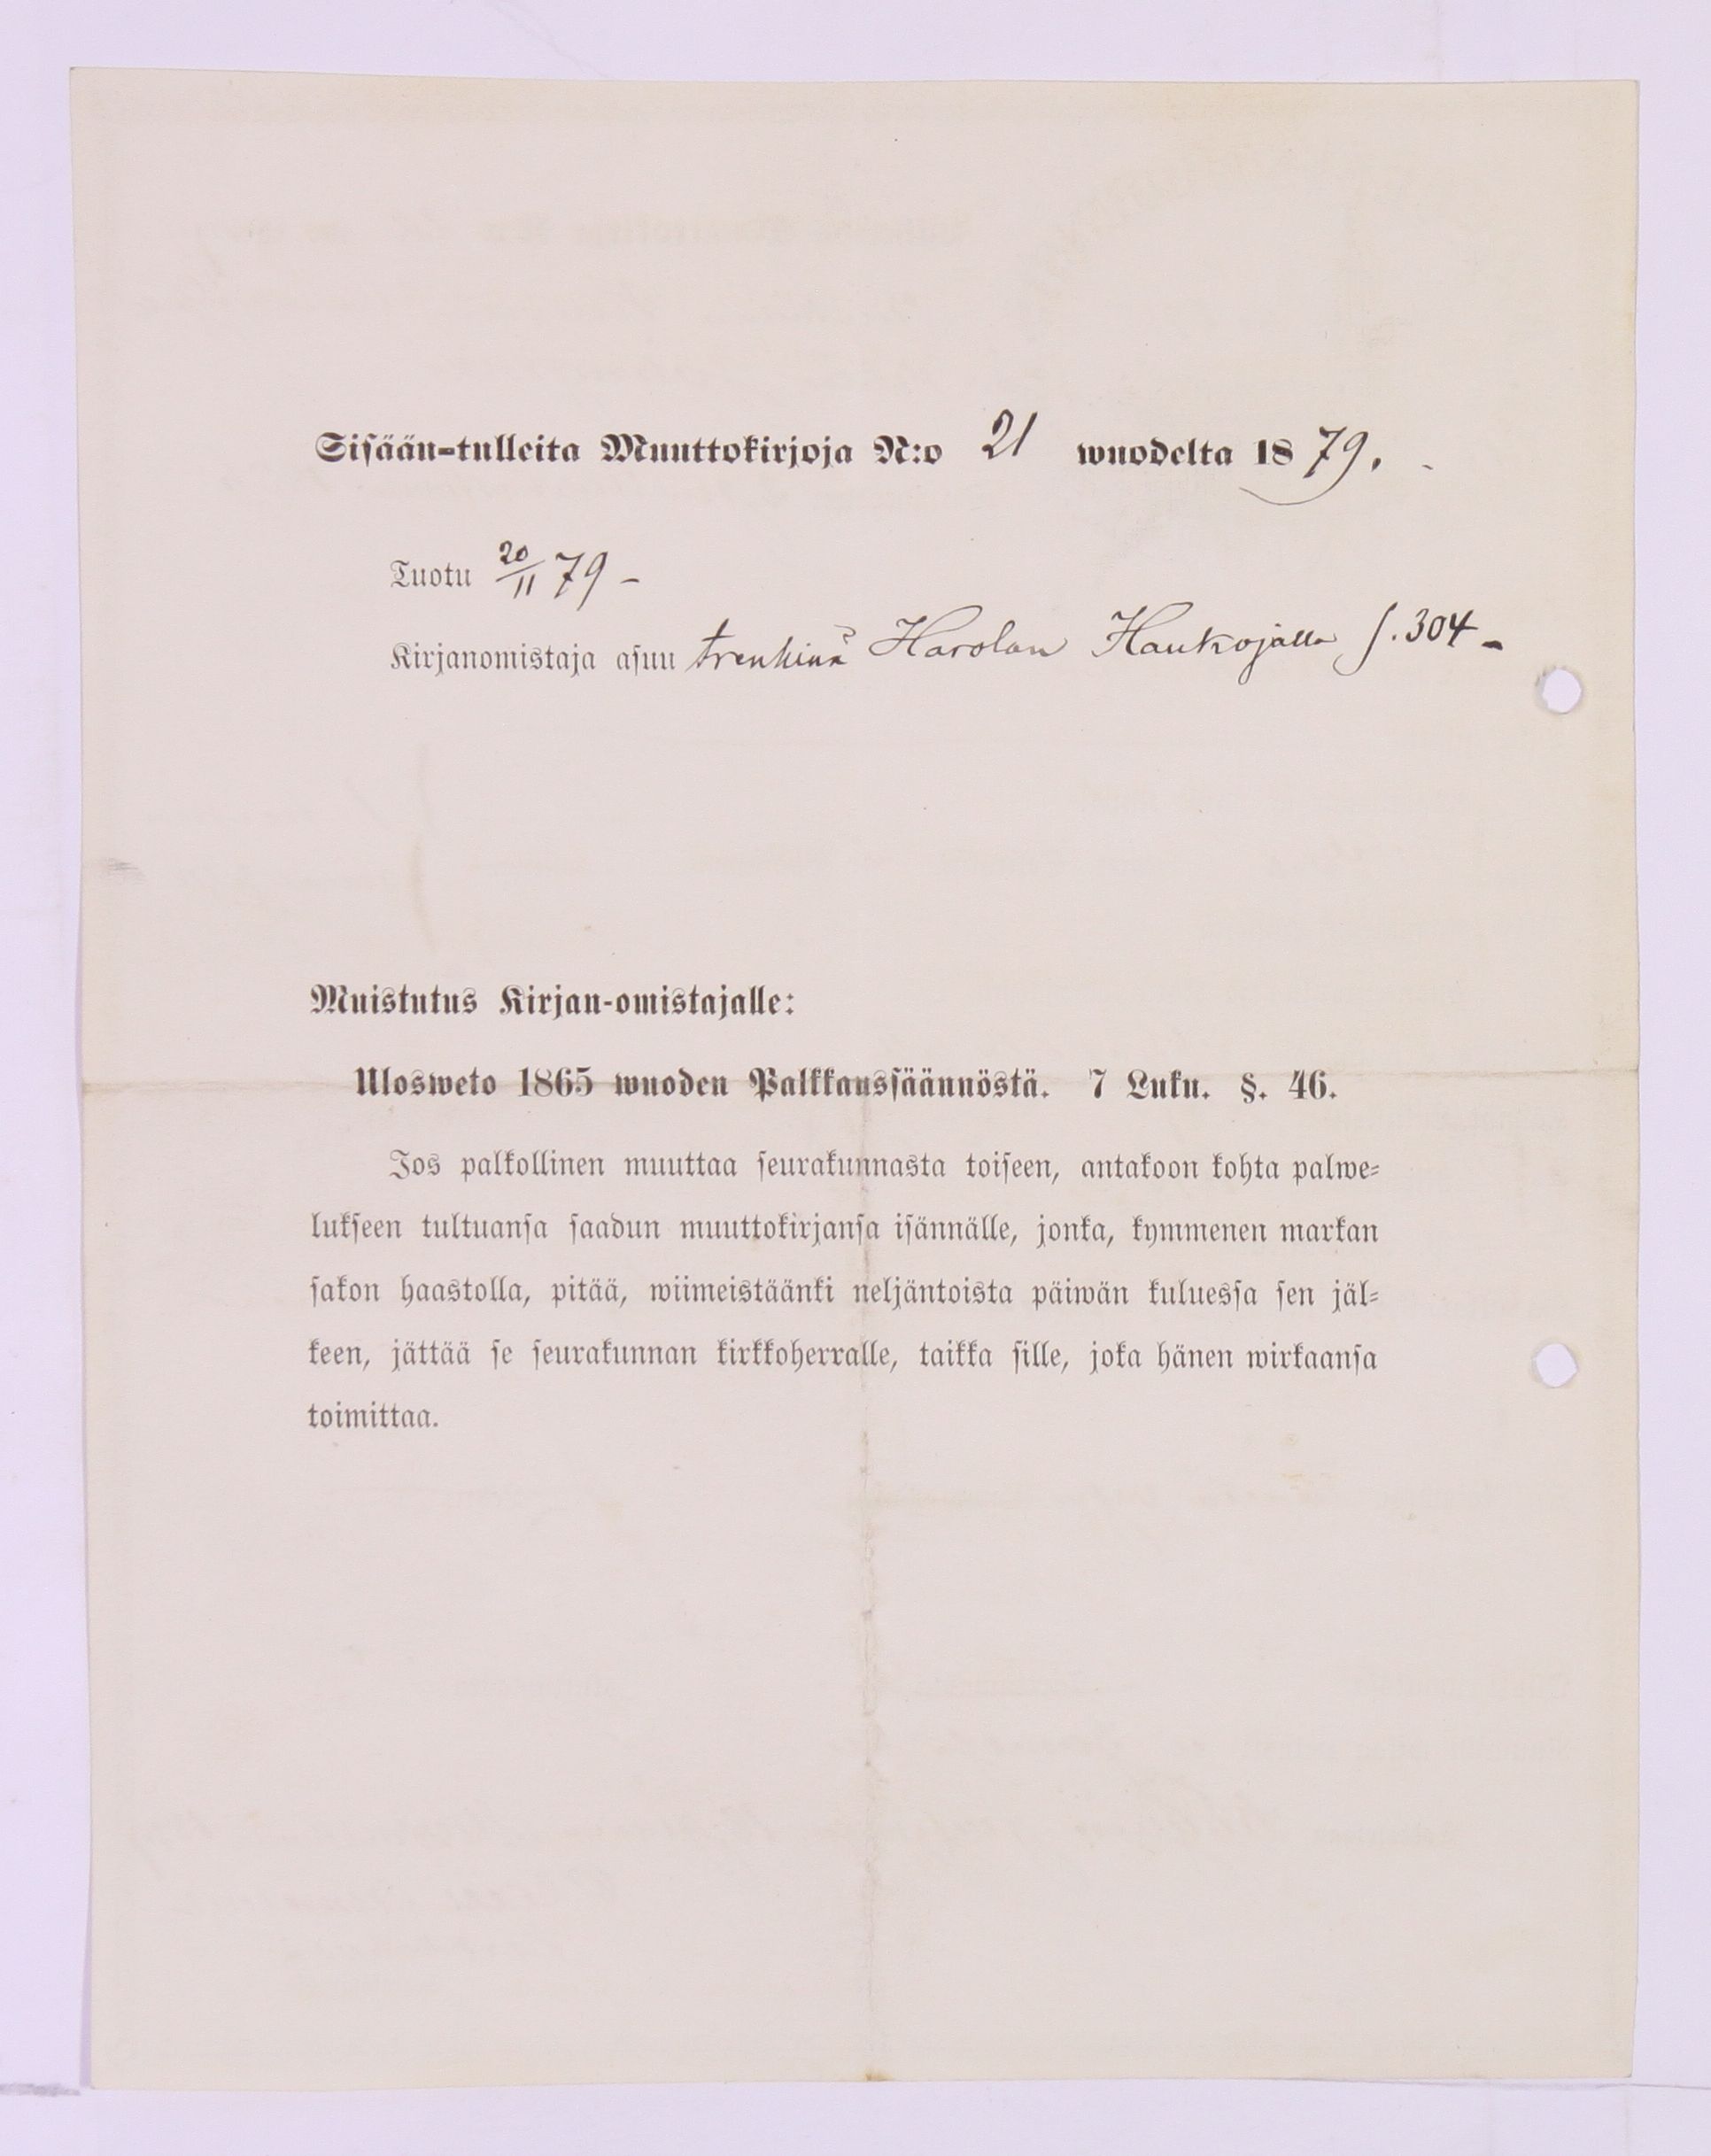 Sisään-tulleita Muuttokirjoja N:o 21 wuodelta 1879.
Tuotu 20/11 79 –
Kirjanomistaja asuu trenkinä Harolan Haukojalla s. 304 –
Muistutus Kirjan-omistajalle:
Ulosweto 1865 wuoden Palkkaussäännöstä. 7 Luku. §. 46.
Jos palkollinen muuttaa seurakunnasta toiseen, antakoon kohta palwe-
lukseen tultuansa saadun muuttokirjansa isännälle, jonka, kymmenen markan
sakon haastolla, pitää, wiimeistäänki neljäntoista päiwän kuluessa sen jäl-
keen, jättää se seurakunnan kirkkoherralle, taikka sille, joka hänen wirkaansa
toimittaa.